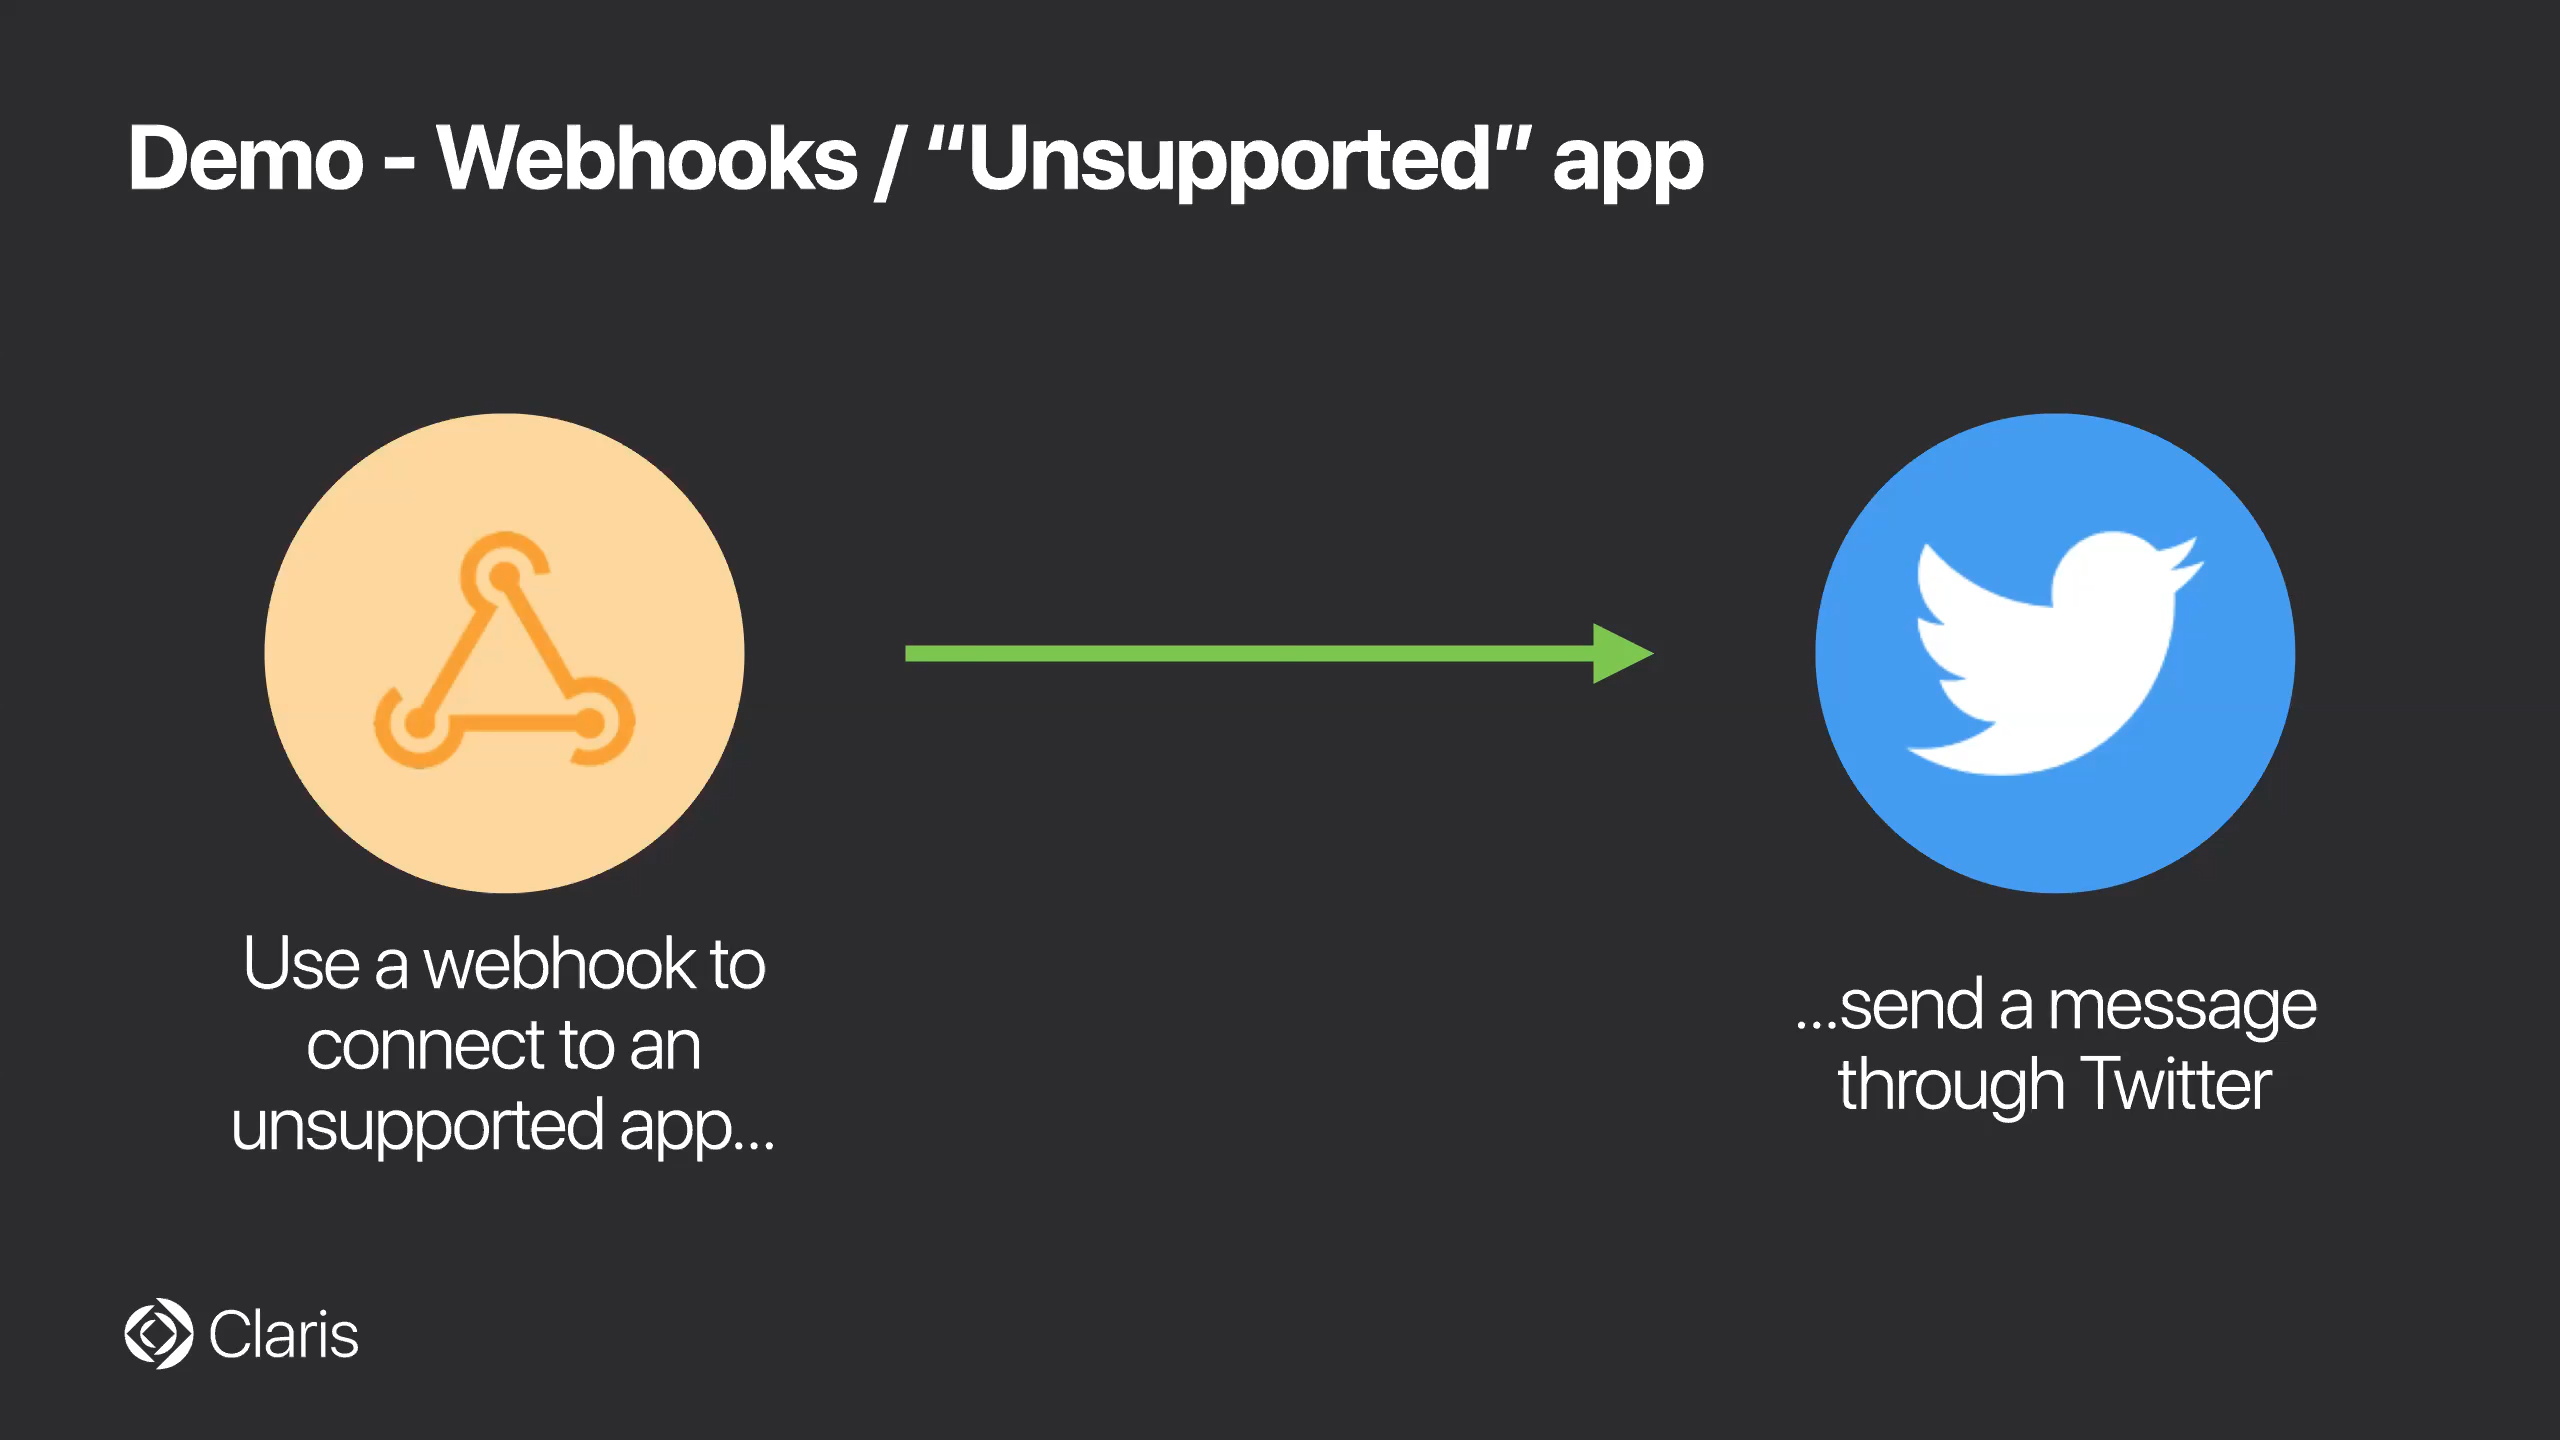 Demo - Webhooks / “Unsupported” app
Use a webhook to
connect to an
unsupported app...
...send a message
through Twitter
Claris